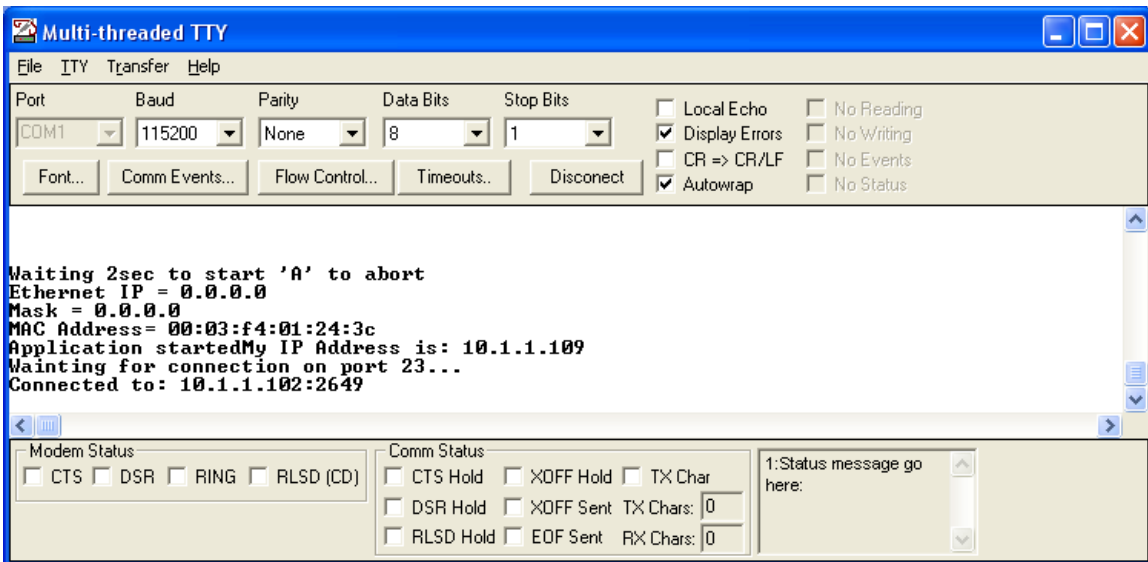 Multi-threaded TTY
File TTY Transfer Help
Port Baud Parity Data Bits Stop Bits
COM1 115200 None 8 1
Local Echo No Reading
Display Errors No Writing
CR => CR/LF No Events
Autowrap No Status
Font... Comm Events... Flow Control... Timeouts.. Disconect
Waiting 2sec to start 'A' to abort
Ethernet IP = 0.0.0.0
Mask = 0.0.0.0
MAC Address= 00:03:f4:01:24:3c
Application startedMy IP Address is: 10.1.1.109
Wainting for connection on port 23...
Connected to: 10.1.1.102:2649
Modem Status
CTS DSR RING RLSD (CD)
Comm Status
CTS Hold XOFF Hold TX Char
DSR Hold XOFF Sent TX Chars: 0
RLSD Hold EOF Sent RX Chars: 0
1:Status message go
here: